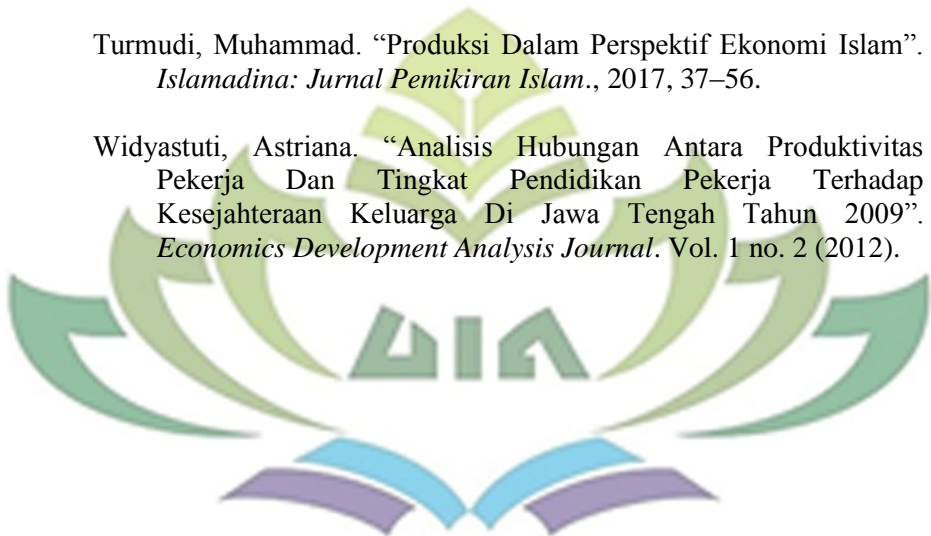 Turmudi, Muhammad. “Produksi Dalam Perspektif Ekonomi Islam”.
Islamadina: Jurnal Pemikiran Islam., 2017, 37–56.
Widyastuti, Astriana. “Analisis Hubungan Antara Produktivitas
Pekerja Dan Tingkat Pendidikan Pekerja Terhadap
Kesejahteraan Keluarga Di Jawa Tengah Tahun 2009”.
Economics Development Analysis Journal. Vol. 1 no. 2 (2012).
UIN